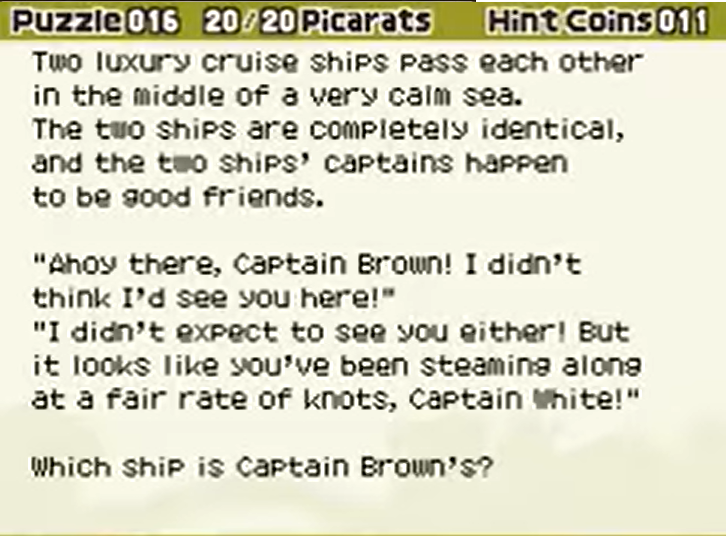 Puzzle 016 20/20 Picarats Hint Coins 011
Two luxury cruise ships pass each other
in the middle of a very calm sea.
The two ships are completely identical,
and the two ships' captains happen
to be good friends.
"Ahoy there, Captain Brown! I didn't
think I'd see you here!"
"I didn't expect to see you either! But
it looks like you've been steaming along
at a fair rate of knots, Captain White!"
Which ship is Captain Brown's?